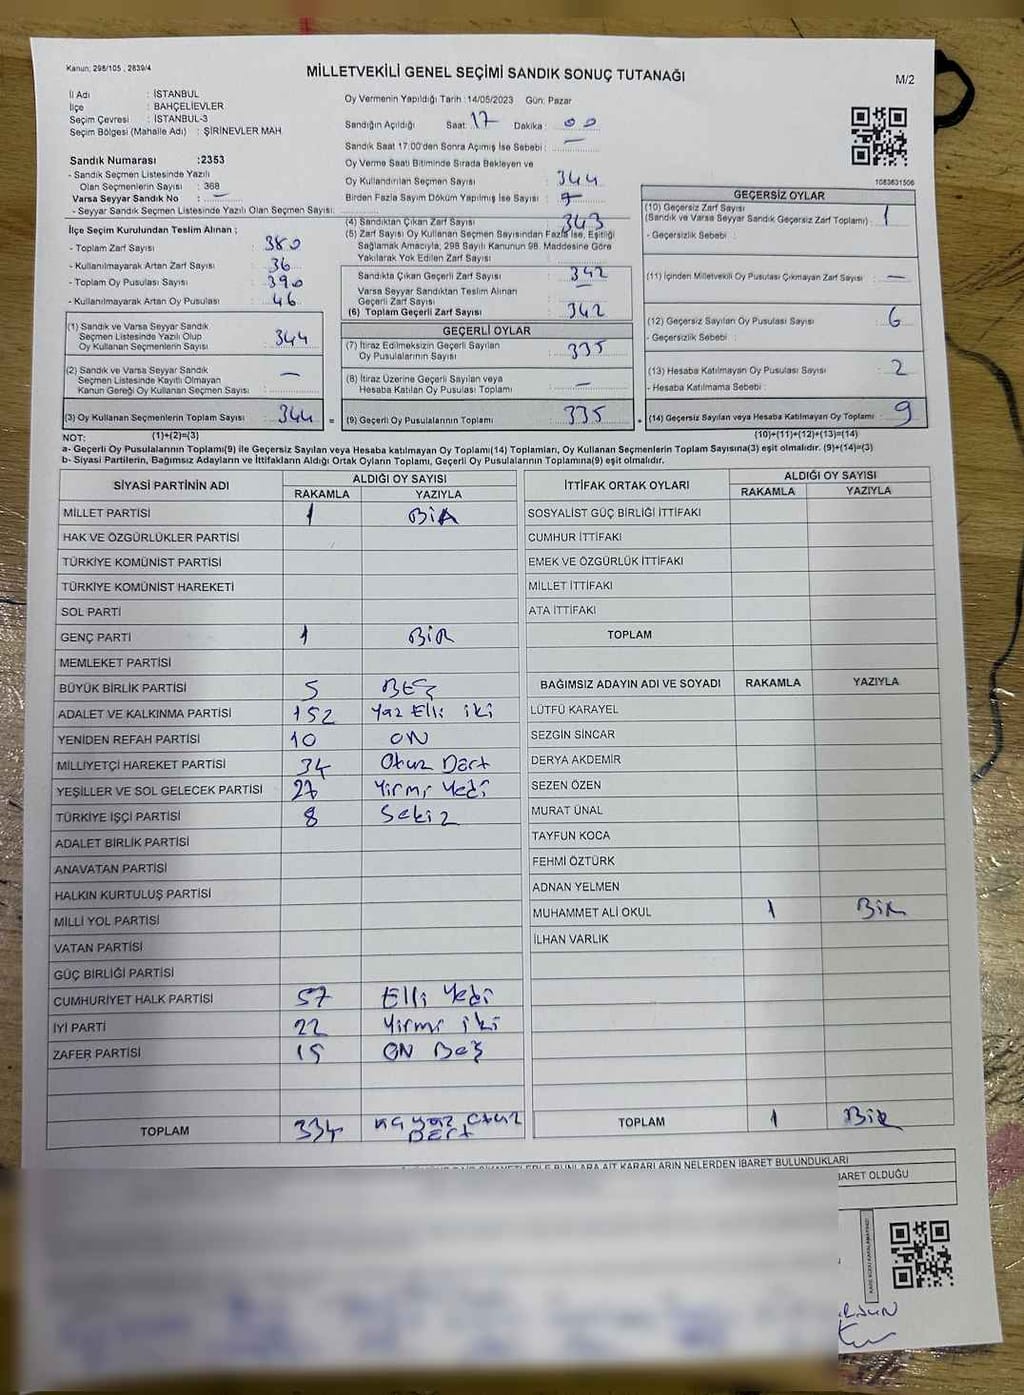 Kanun; 298/105 , 2839/4
MİLLETVEKİLİ GENEL SEÇİMİ SANDIK SONUÇ TUTANAĞI
M/2
İl Adı : İSTANBUL
İlçe : BAHÇELİEVLER
Seçim Çevresi : İSTANBUL-3
Seçim Bölgesi (Mahalle Adı) : ŞİRİNEVLER MAH
Sandık Numarası :2353
- Sandık Seçmen Listesinde Yazılı
Olan Seçmenlerin Sayısı : 368
Varsa Seyyar Sandık No : —
- Seyyar Sandık Seçmen Listesinde Yazılı Olan Seçmen Sayısı:
Oy Vermenin Yapıldığı Tarih :14/05/2023 Gün: Pazar
Sandığın Açıldığı Saat: 17 Dakika : 00
Sandık Saat 17:00'den Sonra Açımış İse Sebebi : —
Oy Verme Saati Bitiminde Sırada Bekleyen ve
Oy Kullandırılan Seçmen Sayısı : 344
Birden Fazla Sayım Döküm Yapılmış İse Sayısı :
1083631506
İlçe Seçim Kurulundan Teslim Alınan ;
- Toplam Zarf Sayısı : 380
- Kullanılmayarak Artan Zarf Sayısı : 36
- Toplam Oy Pusulası Sayısı : 390
- Kullanılmayarak Artan Oy Pusulası : 46
(4) Sandıktan Çıkan Zarf Sayısı : 343
(5) Zarf Sayısı Oy Kullanan Seçmen Sayısından Fazla İse, Eşitliği
Sağlamak Amacıyla, 298 Sayılı Kanunun 98. Maddesine Göre
Yakılarak Yok Edilen Zarf Sayısı :
Sandıkta Çıkan Geçerli Zarf Sayısı : 342
Varsa Seyyar Sandıktan Teslim Alınan
Geçerli Zarf Sayısı : —
(6) Toplam Geçerli Zarf Sayısı : 342
GEÇERSİZ OYLAR
(10) Geçersiz Zarf Sayısı
(Sandık ve Varsa Seyyar Sandık Geçersiz Zarf Toplamı) : 1
- Geçersizlik Sebebi :
(11) İçinden Milletvekili Oy Pusulası Çıkmayan Zarf Sayısı : —
(12) Geçersiz Sayılan Oy Pusulası Sayısı : 6
- Geçersizlik Sebebi :
(13) Hesaba Katılmayan Oy Pusulası Sayısı : 2
- Hesaba Katılmama Sebebi :
(14) Geçersiz Sayılan veya Hesaba Katılmayan Oy Toplamı : 9
(1) Sandık ve Varsa Seyyar Sandık
Seçmen Listesinde Yazılı Olup
Oy Kullanan Seçmenlerin Sayısı : 344
(2) Sandık ve Varsa Seyyar Sandık
Seçmen Listesinde Kayıtlı Olmayan
Kanun Gereği Oy Kullanan Seçmen Sayısı : —
(3) Oy Kullanan Seçmenlerin Toplam Sayısı : 344
GEÇERLİ OYLAR
(7) İtiraz Edilmeksizin Geçerli Sayılan
Oy Pusulalarının Sayısı : 335
(8) İtiraz Üzerine Geçerli Sayılan veya
Hesaba Katılan Oy Pusulası Toplamı : —
(9) Geçerli Oy Pusulalarının Toplamı : 335
NOT: (1)+(2)=(3) (10)+(11)+(12)+(13)=(14)
a- Geçerli Oy Pusulalarının Toplamı(9) ile Geçersiz Sayılan veya Hesaba katılmayan Oy Toplamı(14) Toplamları, Oy Kullanan Seçmenlerin Toplam Sayısına(3) eşit olmalıdır. (9)+(14)=(3)
b- Siyasi Partilerin, Bağımsız Adayların ve İttifakların Aldığı Ortak Oyların Toplamı, Geçerli Oy Pusulalarının Toplamına(9) eşit olmalıdır.
SİYASİ PARTİNİN ADI ALDIĞI OY SAYISI
RAKAMLA YAZIYLA
MİLLET PARTİSİ 1 BİR
HAK VE ÖZGÜRLÜKLER PARTİSİ
TÜRKİYE KOMÜNİST PARTİSİ
TÜRKİYE KOMÜNİST HAREKETİ
SOL PARTİ
GENÇ PARTİ 1 BİR
MEMLEKET PARTİSİ
BÜYÜK BİRLİK PARTİSİ 5 BEŞ
ADALET VE KALKINMA PARTİSİ 152 Yüz Elli iki
YENİDEN REFAH PARTİSİ 10 ON
MİLLİYETÇİ HAREKET PARTİSİ 34 Otuz Dört
YEŞİLLER VE SOL GELECEK PARTİSİ 27 Yirmi Yedi
TÜRKİYE İŞÇİ PARTİSİ 8 Sekiz
ADALET BİRLİK PARTİSİ
ANAVATAN PARTİSİ
HALKIN KURTULUŞ PARTİSİ
MİLLİ YOL PARTİSİ
VATAN PARTİSİ
GÜÇ BİRLİĞİ PARTİSİ
CUMHURİYET HALK PARTİSİ 57 Elli Yedi
İYİ PARTİ 22 Yirmi iki
ZAFER PARTİSİ 15 ON Beş
TOPLAM 334
İTTİFAK ORTAK OYLARI ALDIĞI OY SAYISI
RAKAMLA YAZIYLA
SOSYALİST GÜÇ BİRLİĞİ İTTİFAKI
CUMHUR İTTİFAKI
EMEK VE ÖZGÜRLÜK İTTİFAKI
MİLLET İTTİFAKI
ATA İTTİFAKI
TOPLAM
BAĞIMSIZ ADAYIN ADI VE SOYADI RAKAMLA YAZIYLA
LÜTFÜ KARAYEL
SEZGİN SİNCAR
DERYA AKDEMİR
SEZEN ÖZEN
MURAT ÜNAL
TAYFUN KOCA
FEHMİ ÖZTÜRK
ADNAN YELMEN
MUHAMMET ALİ OKUL 1 BİR
İLHAN VARLIK
TOPLAM 1 BİR
KARARLARIN NELERDEN İBARET BULUNDUKLARI
BARET OLDUĞU